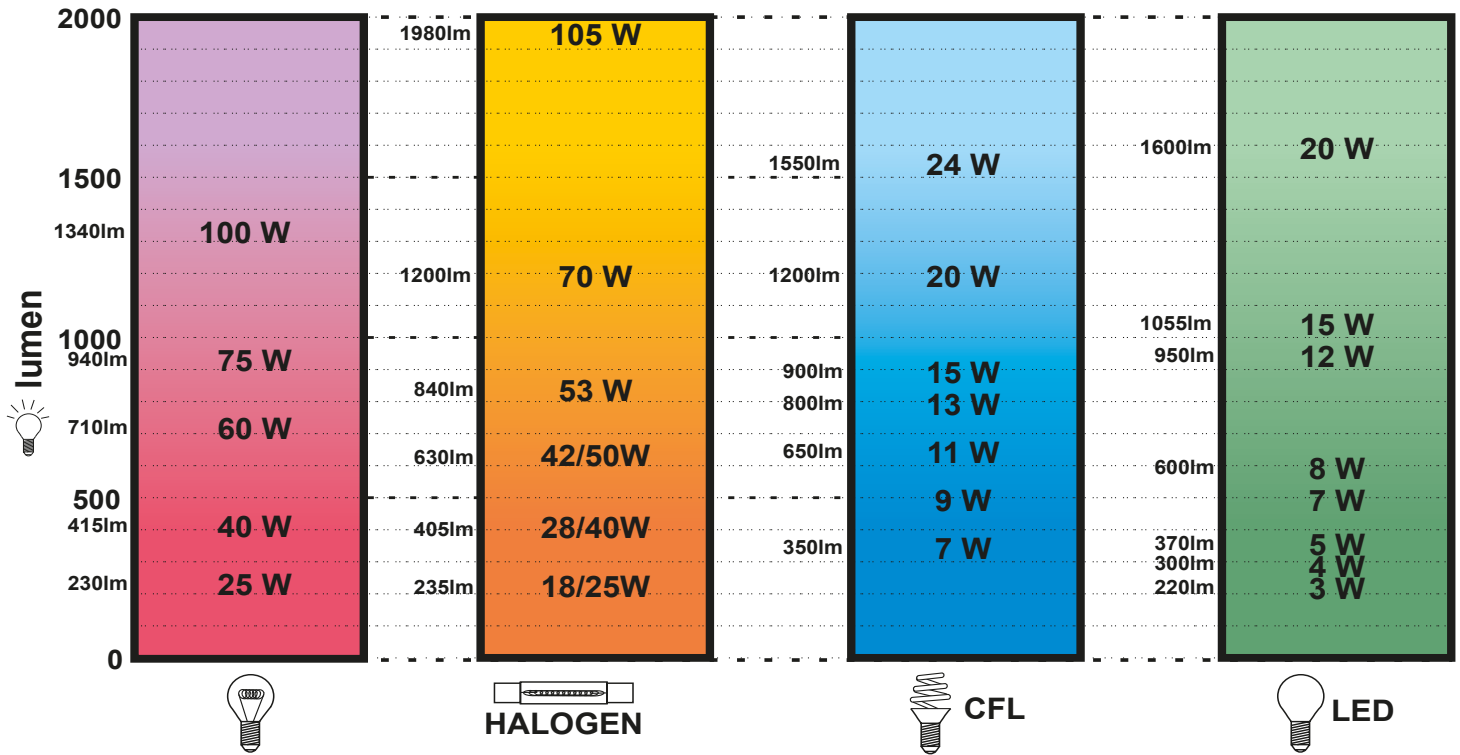 2000
1500
1340lm
1000
940lm
710lm
500
415lm
230lm
0
lumen
100 W
75 W
60 W
40 W
25 W
1980lm
1200lm
840lm
630lm
405lm
235lm
105 W
70 W
53 W
42/50W
28/40W
18/25W
HALOGEN
1550lm
1200lm
900lm
800lm
650lm
350lm
24 W
20 W
15 W
13 W
11 W
9 W
7 W
CFL
1600lm
1055lm
950lm
600lm
370lm
300lm
220lm
20 W
15 W
12 W
8 W
7 W
5 W
4 W
3 W
LED